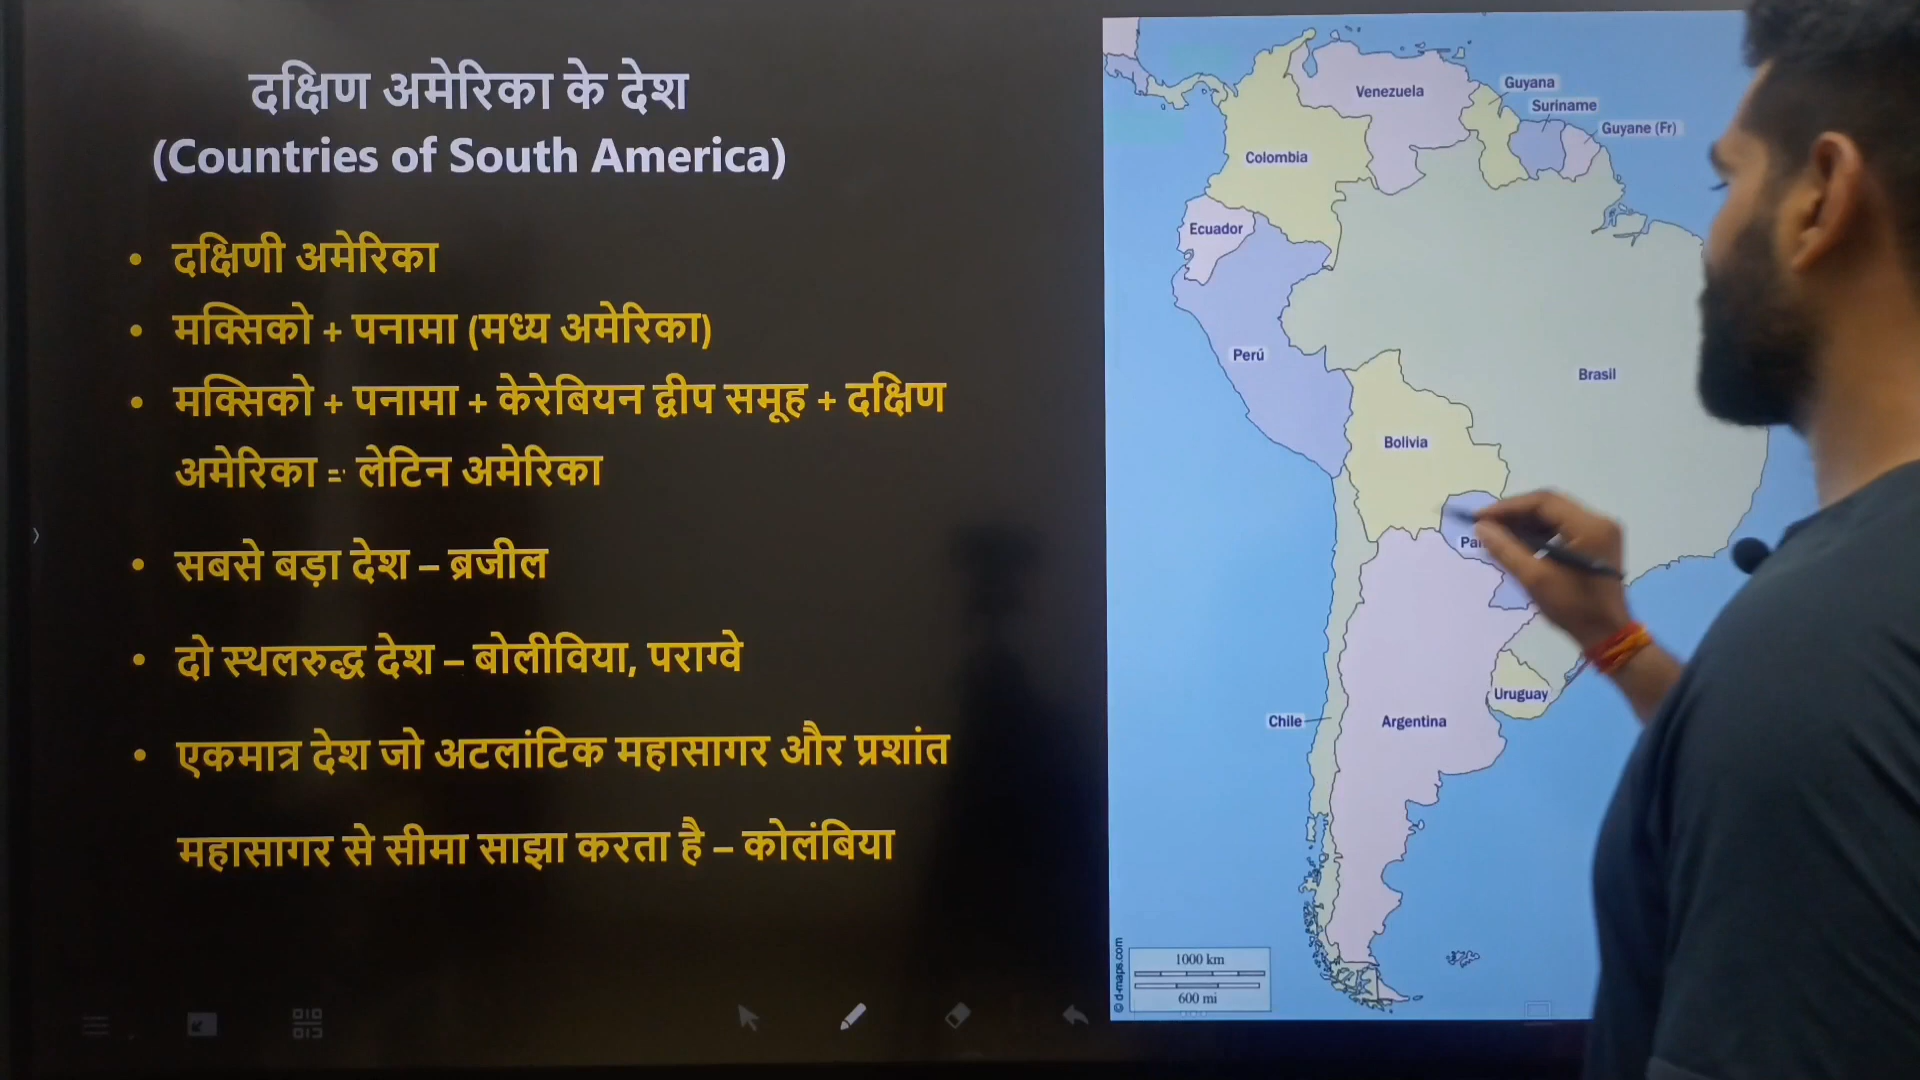 दक्षिण अमेरिका के देश
(Countries of South America)
• दक्षिणी अमेरिका
• मक्सिको + पनामा (मध्य अमेरिका)
• मक्सिको + पनामा + केरेबियन द्वीप समूह + दक्षिण
अमेरिका = लेटिन अमेरिका
• सबसे बड़ा देश – ब्रजील
• दो स्थलरुद्ध देश – बोलीविया, पराग्वे
• एकमात्र देश जो अटलांटिक महासागर और प्रशांत
महासागर से सीमा साझा करता है – कोलंबिया
Venezuela
Guyana
Suriname
Guyane (Fr)
Colombia
Ecuador
Perú
Brasil
Bolivia
Uruguay
Chile
Argentina
1000 km
600 mi
© d-maps.com